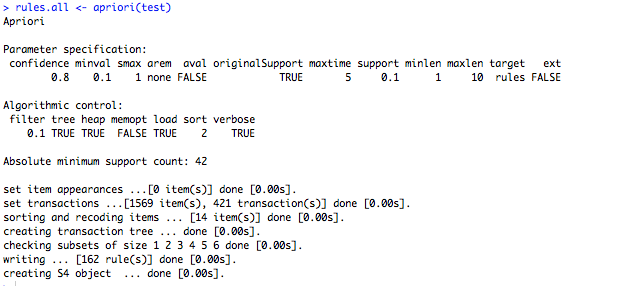 > rules.all <- apriori(test)
Apriori

Parameter specification:
 confidence minval smax arem  aval originalSupport maxtime support minlen maxlen target   ext
        0.8    0.1    1 none FALSE            TRUE       5     0.1      1     10  rules FALSE

Algorithmic control:
 filter tree heap memopt load sort verbose
    0.1 TRUE TRUE  FALSE TRUE    2    TRUE

Absolute minimum support count: 42

set item appearances ...[0 item(s)] done [0.00s].
set transactions ...[1569 item(s), 421 transaction(s)] done [0.00s].
sorting and recoding items ... [14 item(s)] done [0.00s].
creating transaction tree ... done [0.00s].
checking subsets of size 1 2 3 4 5 6 done [0.00s].
writing ... [162 rule(s)] done [0.00s].
creating S4 object  ... done [0.00s].